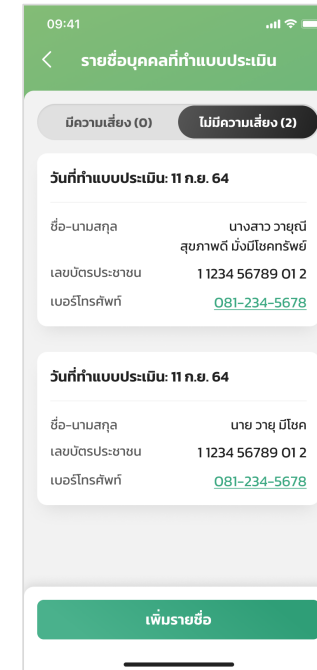 09:41
รายชื่อบุคคลที่ทำแบบประเมิน
มีความเสี่ยง (0)
ไม่มีความเสี่ยง (2)
วันที่ทำแบบประเมิน: 11 ก.ย. 64
ชื่อ-นามสกุล
นางสาว วายุณี
สุขภาพดี มั่งมีโชคทรัพย์
เลขบัตรประชาชน
1 1234 56789 01 2
เบอร์โทรศัพท์
081-234-5678
วันที่ทำแบบประเมิน: 11 ก.ย. 64
ชื่อ-นามสกุล
นาย วายุ มีโชค
เลขบัตรประชาชน
1 1234 56789 01 2
เบอร์โทรศัพท์
081-234-5678
เพิ่มรายชื่อ